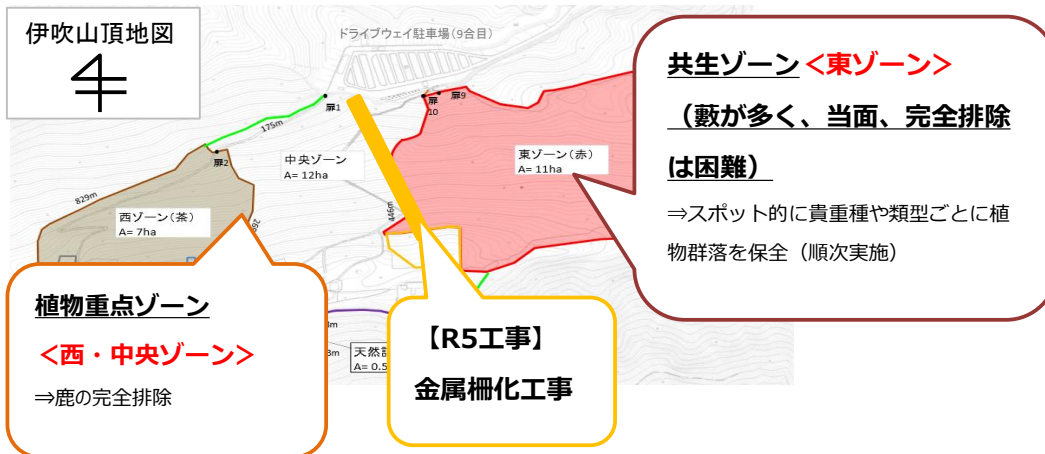 伊吹山頂地図
ドライブウェイ駐車場(9合目)
扉1
扉10
扉9
175m
扉2
829m
中央ゾーン
A= 12ha
東ゾーン(赤)
A= 11ha
446m
西ゾーン(茶)
A= 7ha
共生ゾーン<東ゾーン>
(藪が多く、当面、完全排除
は困難)
⇒スポット的に貴重種や類型ごとに植
物群落を保全(順次実施)
植物重点ゾーン
<西・中央ゾーン>
⇒鹿の完全排除
【R5工事】
金属柵化工事
A= 0.5